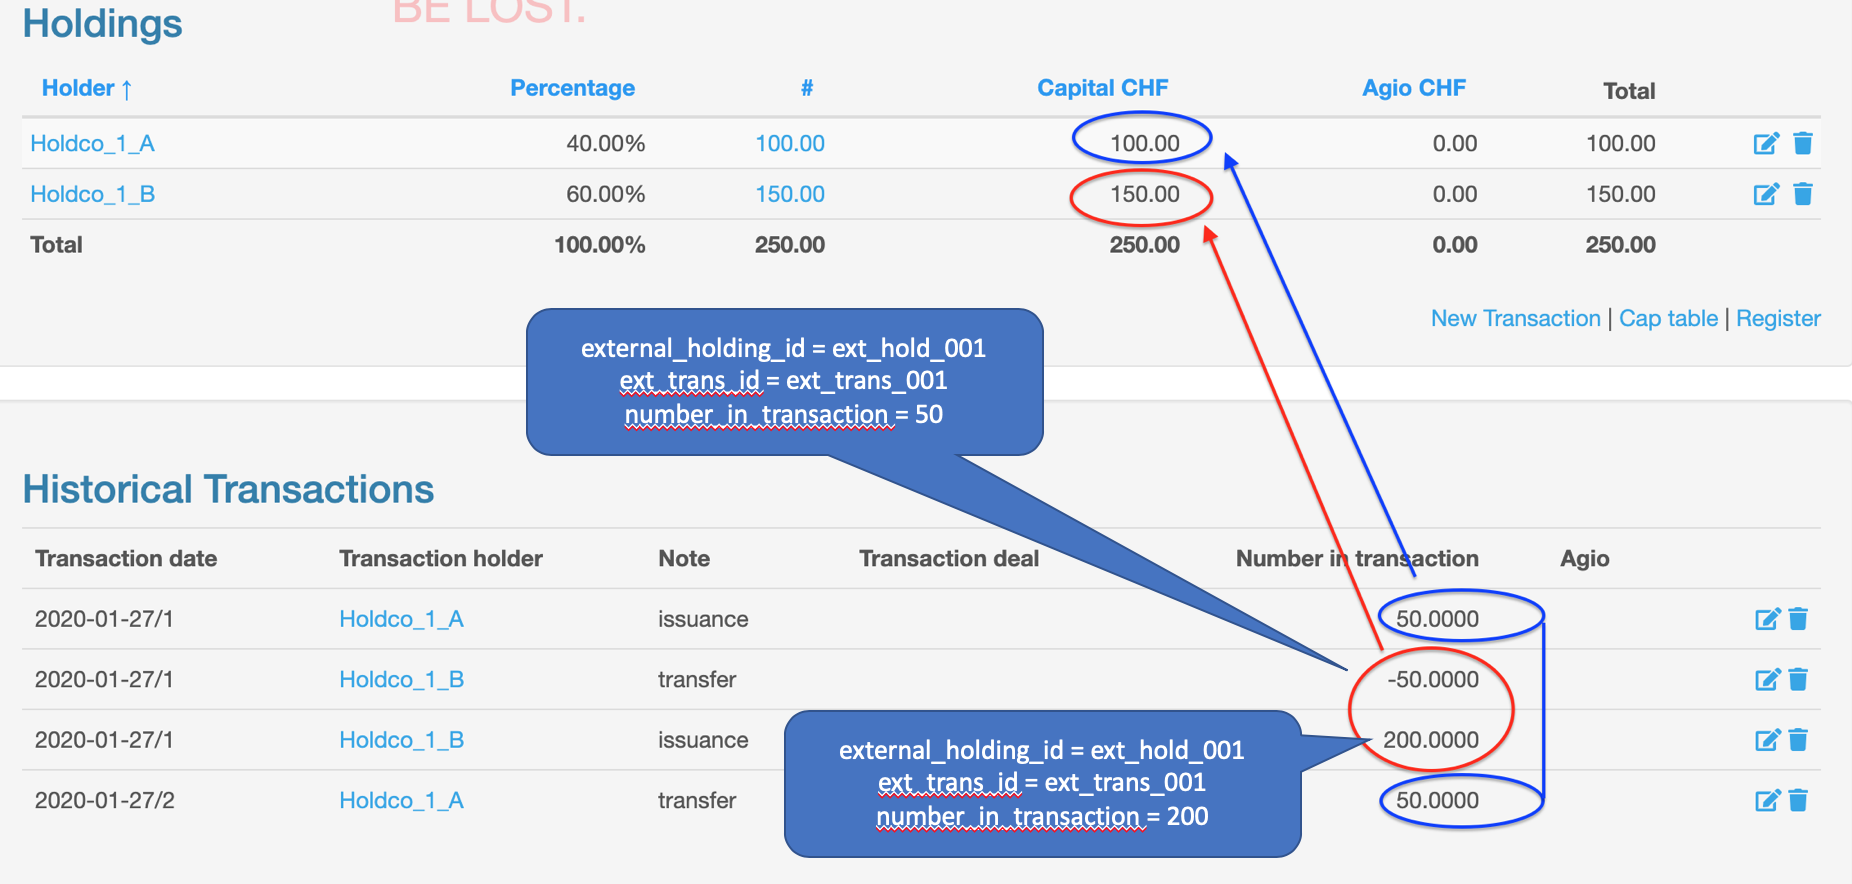 BE LOST.
Holdings
Holder ↑ Percentage # Capital CHF Agio CHF Total
Holdco_1_A 40.00% 100.00 100.00 0.00 100.00
Holdco_1_B 60.00% 150.00 150.00 0.00 150.00
Total 100.00% 250.00 250.00 0.00 250.00
New Transaction | Cap table | Register
external_holding_id = ext_hold_001
ext_trans_id = ext_trans_001
number_in_transaction = 50
Historical Transactions
Transaction date Transaction holder Note Transaction deal Number in transaction Agio
2020-01-27/1 Holdco_1_A issuance 50.0000
2020-01-27/1 Holdco_1_B transfer -50.0000
2020-01-27/1 Holdco_1_B issuance 200.0000
2020-01-27/2 Holdco_1_A transfer 50.0000
external_holding_id = ext_hold_001
ext_trans_id = ext_trans_001
number_in_transaction = 200